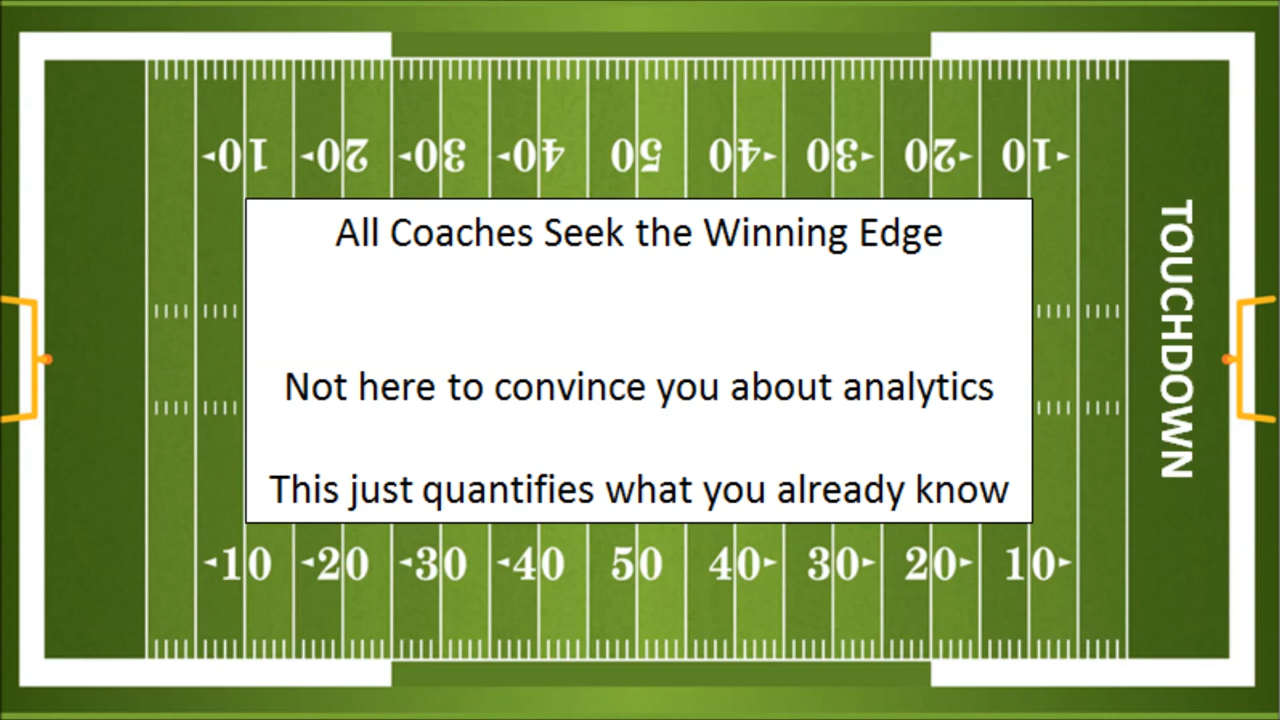 10 20 30 40 50 40 30 20 10
All Coaches Seek the Winning Edge
Not here to convince you about analytics
This just quantifies what you already know
10 20 30 40 50 40 30 20 10
TOUCHDOWN